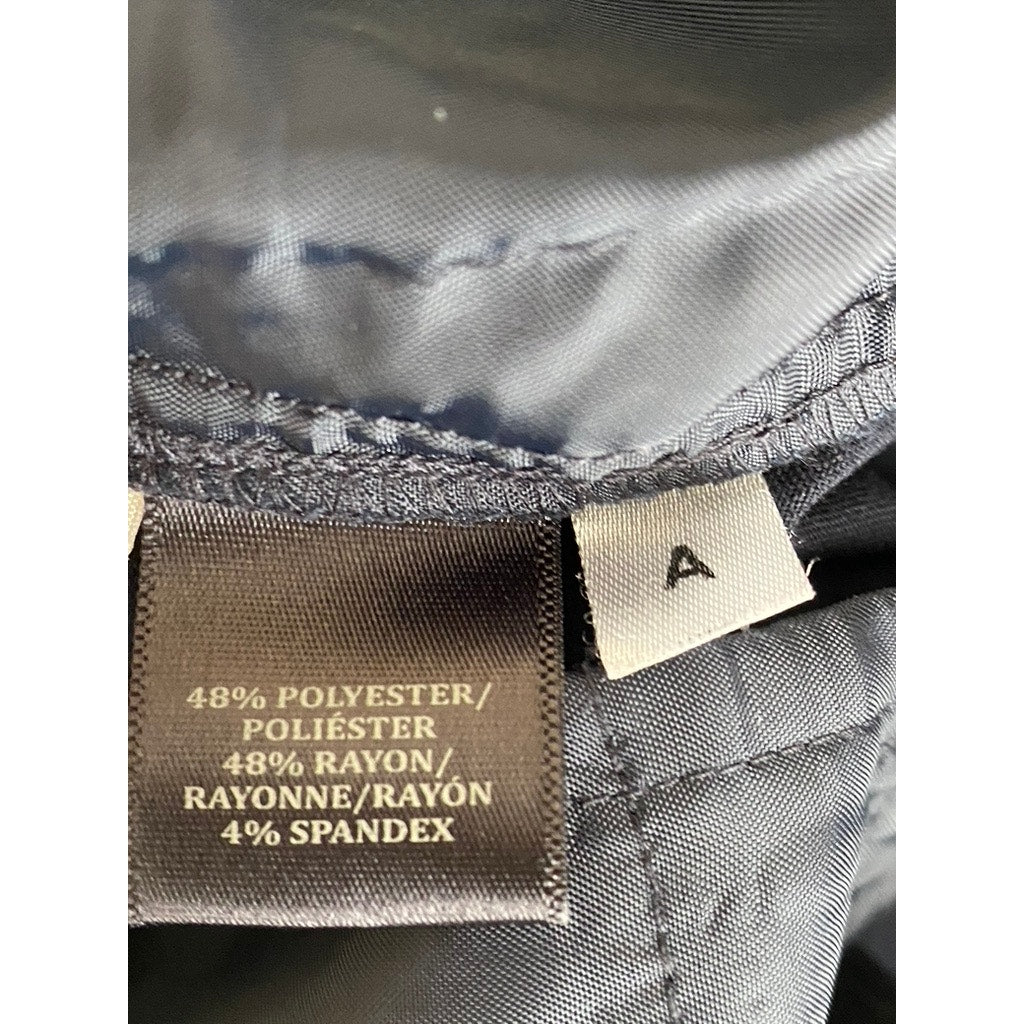 A
48% POLYESTER/
POLIÉSTER
48% RAYON/
RAYONNE/RAYÓN
4% SPANDEX